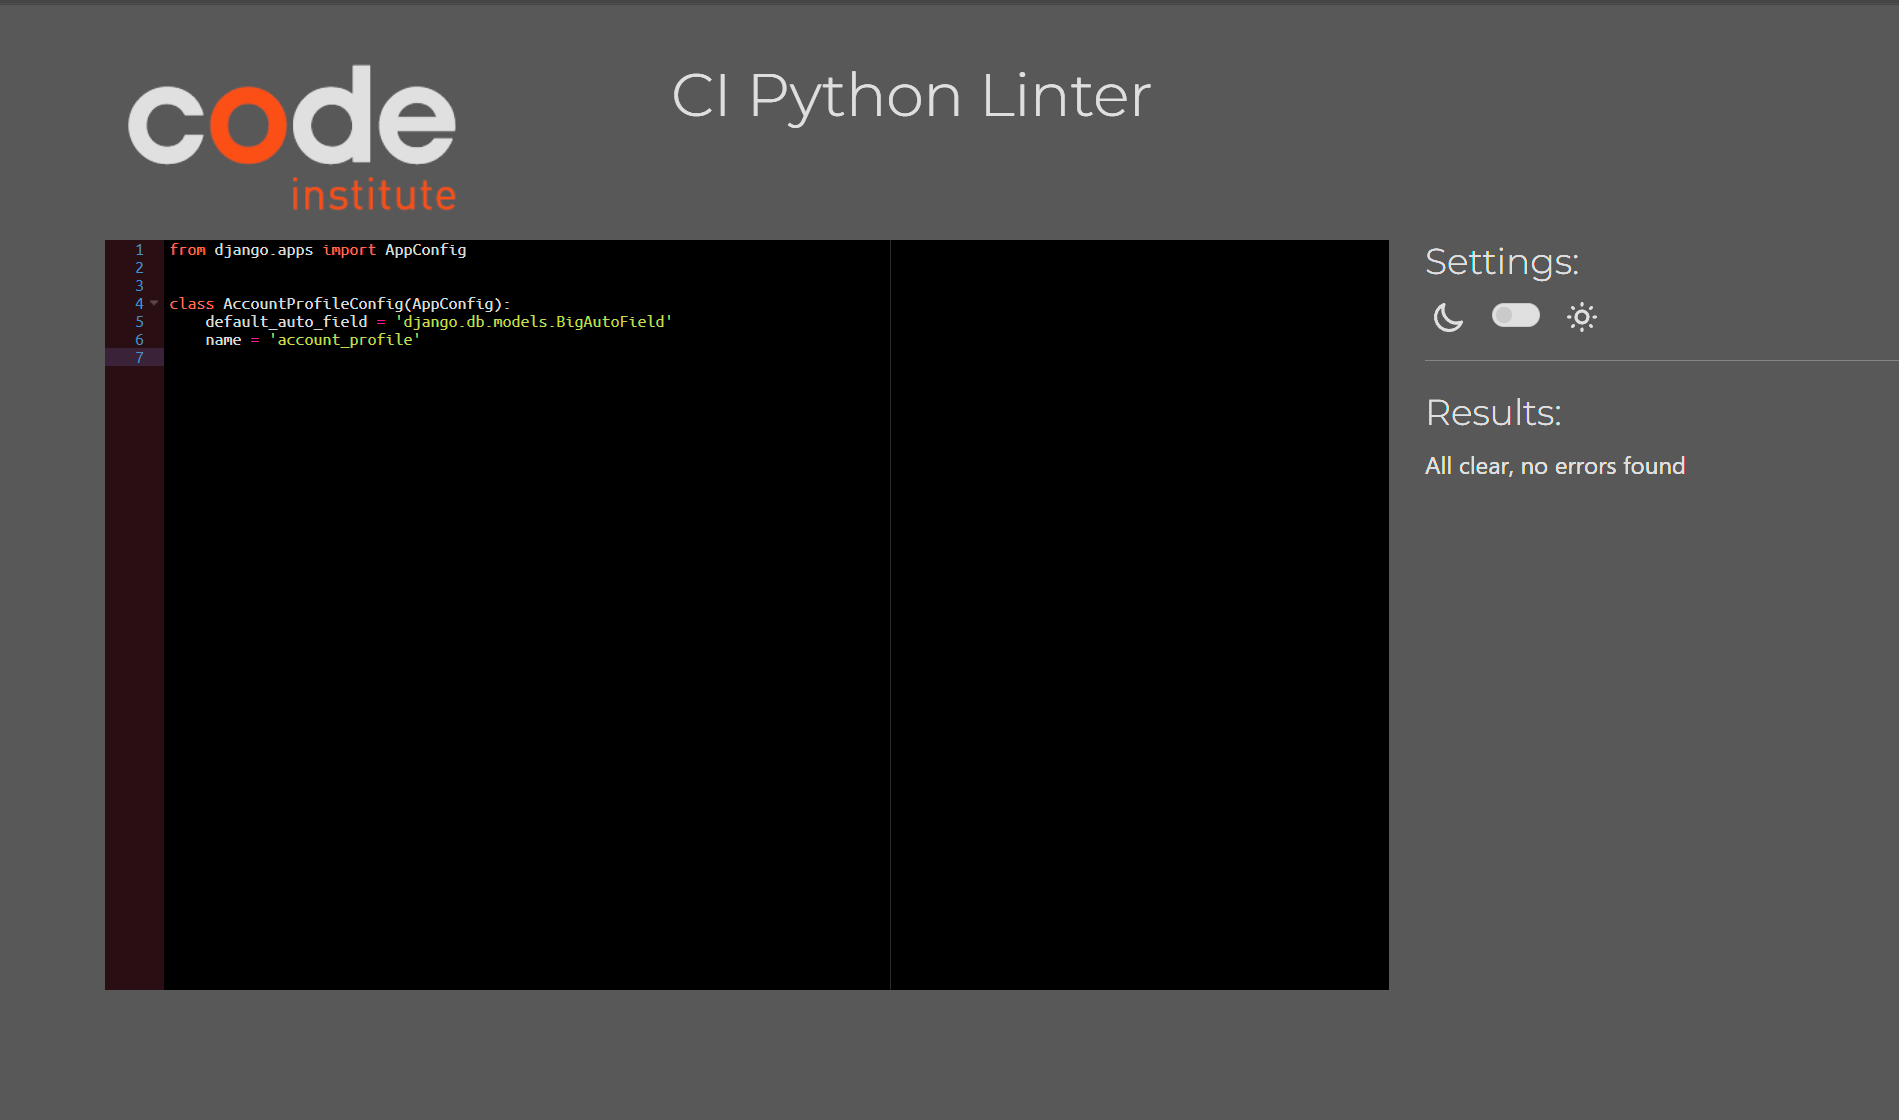 code
institute
CI Python Linter
1 from django.apps import AppConfig
2
3
4 class AccountProfileConfig(AppConfig):
5     default_auto_field = 'django.db.models.BigAutoField'
6     name = 'account_profile'
7
Settings:
Results:
All clear, no errors found